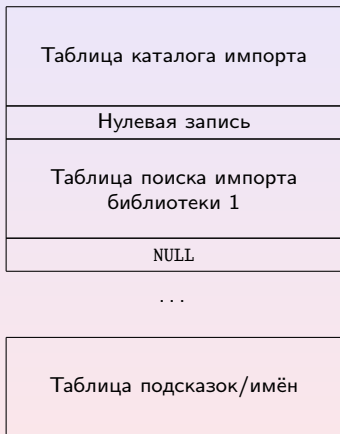 Таблица каталога импорта
Нулевая запись
Таблица поиска импорта
библиотеки 1
NULL
...
Таблица подсказок/имён